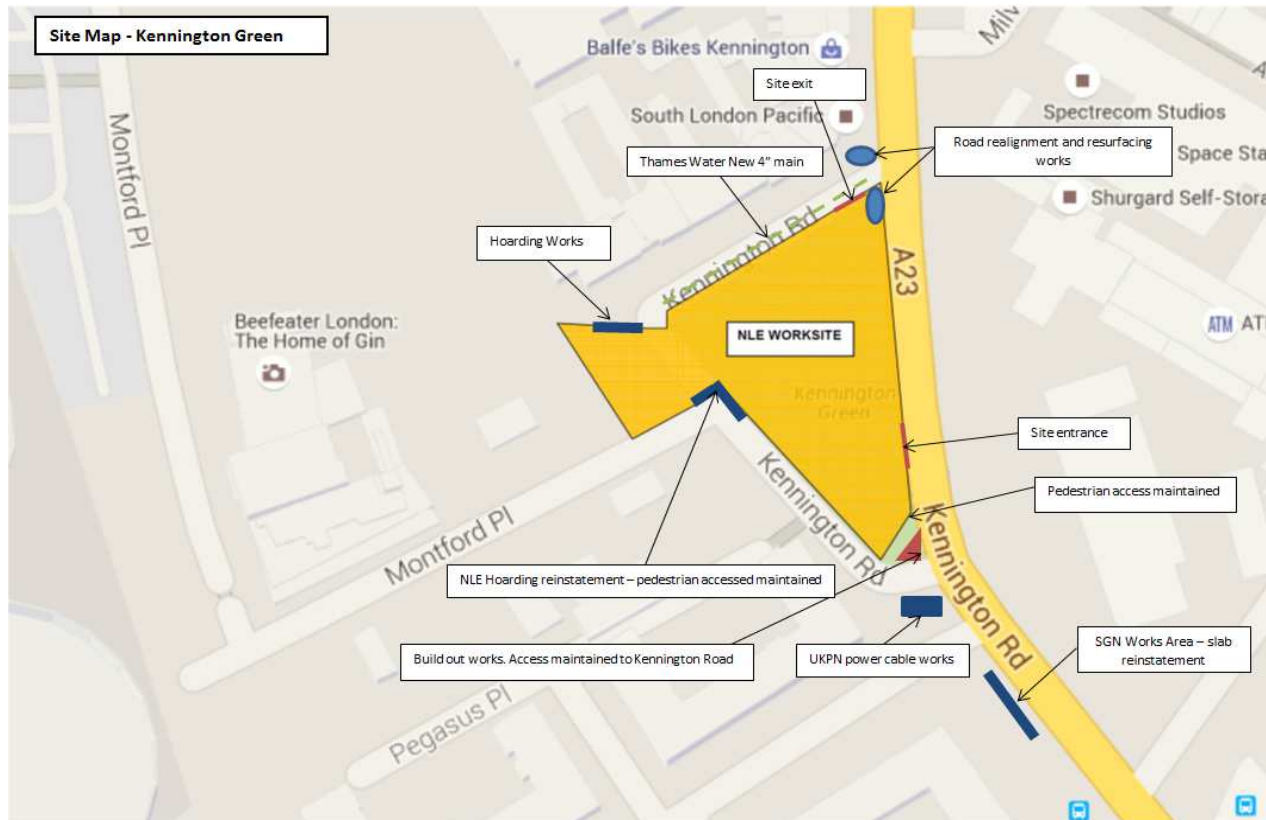 Site Map - Kennington Green
Balfe's Bikes Kennington
Site exit
South London Pacific
Spectrecom Studios
Montford Pl
Thames Water New 4" main
Road realignment and resurfacing
works
Space Sta
Shurgard Self-Stora
Hoarding Works
Kennington Rd
A23
Beefeater London:
The Home of Gin
NLE WORKSITE
ATM
AT
Kennington
Green
Site entrance
Kennington Rd
Pedestrian access maintained
Montford Pl
Kennington Rd
NLE Hoarding reinstatement – pedestrian accessed maintained
Build out works. Access maintained to Kennington Road
UKPN power cable works
SGN Works Area – slab
reinstatement
Pegasus Pl